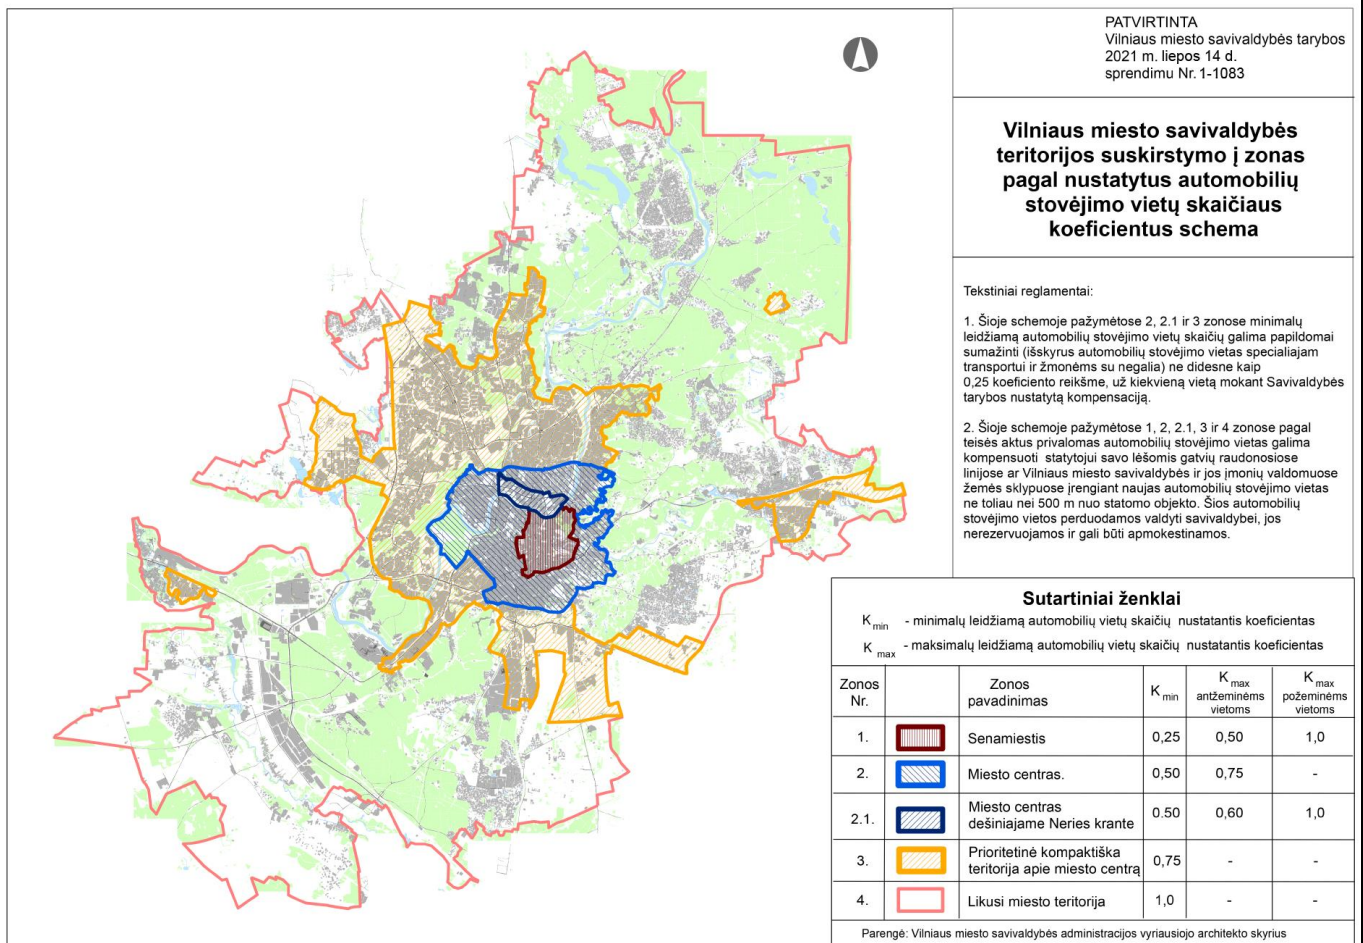 PATVIRTINTA
Vilniaus miesto savivaldybės tarybos
2021 m. liepos 14 d.
sprendimu Nr. 1-1083
Vilniaus miesto savivaldybės
teritorijos suskirstymo į zonas
pagal nustatytus automobilių
stovėjimo vietų skaičiaus
koeficientus schema
Tekstiniai reglamentai:
1. Šioje schemoje pažymėtose 2, 2.1 ir 3 zonose minimalų
leidžiamą automobilių stovėjimo vietų skaičių galima papildomai
sumažinti (išskyrus automobilių stovėjimo vietas specialiajam
transportui ir žmonėms su negalia) ne didesne kaip
0,25 koeficiento reikšme, už kiekvieną vietą mokant Savivaldybės
tarybos nustatytą kompensaciją.
2. Šioje schemoje pažymėtose 1, 2, 2.1, 3 ir 4 zonose pagal
teisės aktus privalomas automobilių stovėjimo vietas galima
kompensuoti statytojui savo lėšomis gatvių raudonosiose
linijose ar Vilniaus miesto savivaldybės ir jos įmonių valdomuose
žemės sklypuose įrengiant naujas automobilių stovėjimo vietas
ne toliau nei 500 m nuo statomo objekto. Šios automobilių
stovėjimo vietos perduodamos valdyti savivaldybei, jos
nerezervuojamos ir gali būti apmokestinamos.
Sutartiniai ženklai
K min - minimalų leidžiamą automobilių vietų skaičių nustatantis koeficientas
K max - maksimalų leidžiamą automobilių vietų skaičių nustatantis koeficientas
Zonos Nr. Zonos pavadinimas K min K max antžeminėms vietoms K max požeminėms vietoms
1. Senamiestis 0,25 0,50 1,0
2. Miesto centras. 0,50 0,75 -
2.1. Miesto centras dešiniajame Neries krante 0.50 0,60 1,0
3. Prioritetinė kompaktiška teritorija apie miesto centrą 0,75 - -
4. Likusi miesto teritorija 1,0 - -
Parengė: Vilniaus miesto savivaldybės administracijos vyriausiojo architekto skyrius